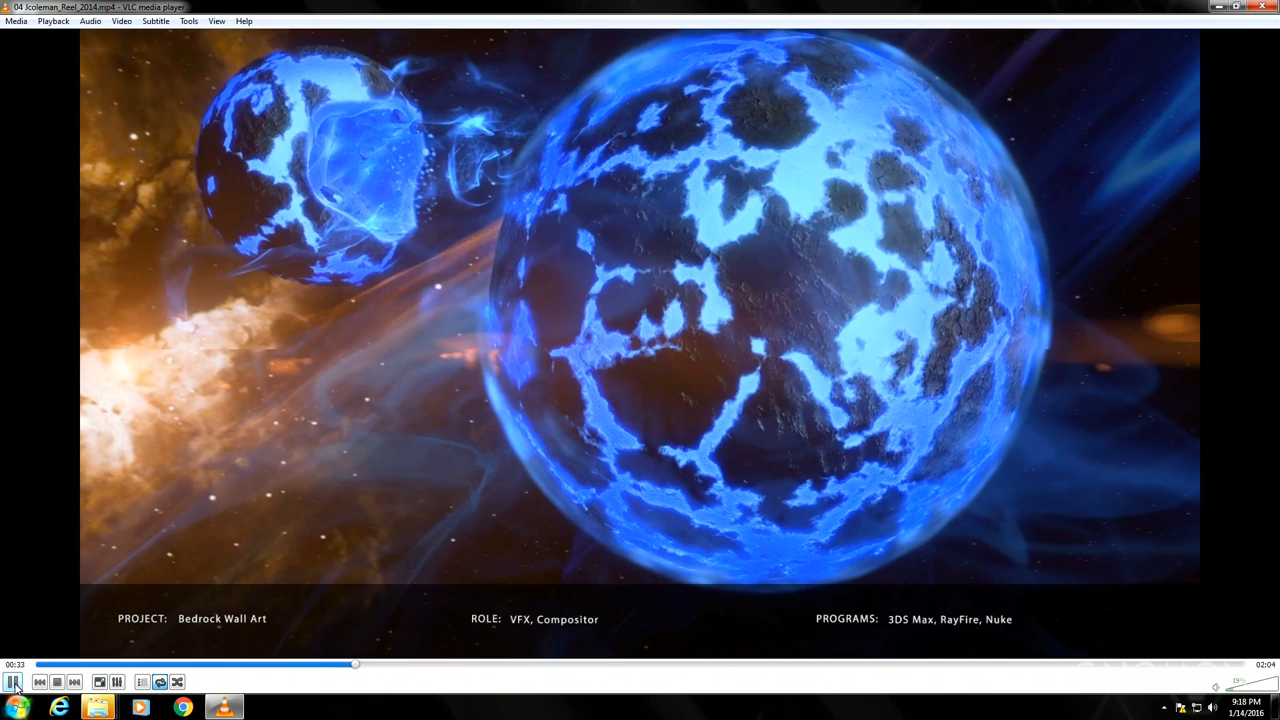 04 Jcoleman_Reel_2014.mp4 - VLC media player
Media Playback Audio Video Subtitle Tools View Help
PROJECT: Bedrock Wall Art ROLE: VFX, Compositor PROGRAMS: 3DS Max, RayFire, Nuke
00:33 02:04
19%
9:18 PM
1/14/2016